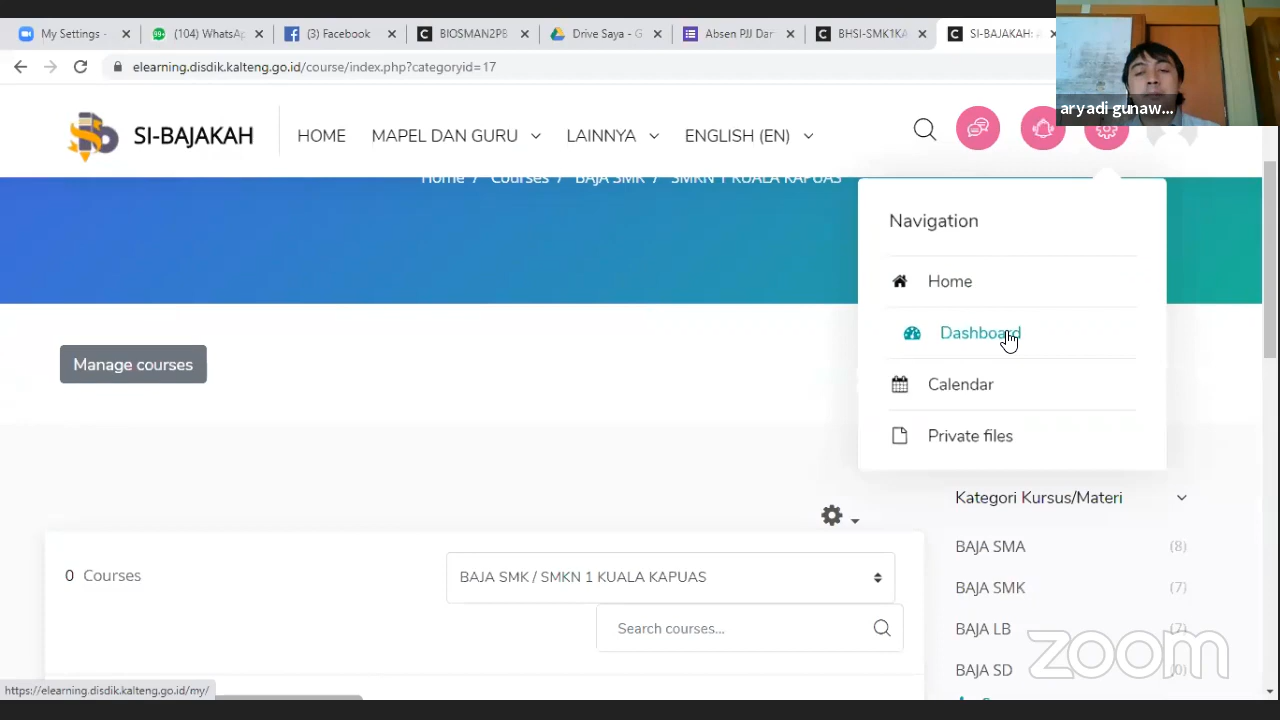 My Settings -
(104) WhatsAp
(3) Facebook
BIOSMAN2PB
Drive Saya - G
Absen PJJ Dar
BHSI-SMK1KA
SI-BAJAKAH:
elearning.disdik.kalteng.go.id/course/index.php?categoryid=17
aryadi gunaw...
SI-BAJAKAH
HOME
MAPEL DAN GURU
LAINNYA
ENGLISH (EN)
Home / Courses / BAJA SMK / SMKN 1 KUALA KAPUAS
Navigation
Home
Dashboard
Calendar
Private files
Manage courses
0 Courses
BAJA SMK / SMKN 1 KUALA KAPUAS
Search courses...
Kategori Kursus/Materi
BAJA SMA (8)
BAJA SMK (7)
BAJA LB (7)
BAJA SD (0)
zoom
https://elearning.disdik.kalteng.go.id/my/